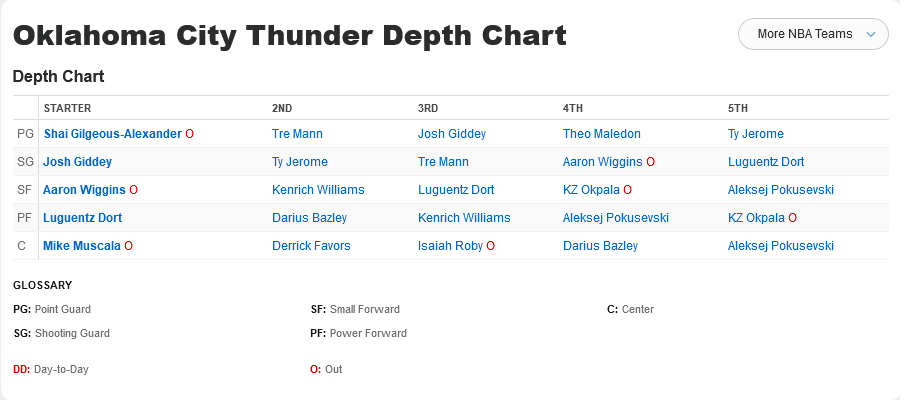 Oklahoma City Thunder Depth Chart
More NBA Teams
Depth Chart
STARTER 2ND 3RD 4TH 5TH
PG Shai Gilgeous-Alexander O Tre Mann Josh Giddey Theo Maledon Ty Jerome
SG Josh Giddey Ty Jerome Tre Mann Aaron Wiggins O Luguentz Dort
SF Aaron Wiggins O Kenrich Williams Luguentz Dort KZ Okpala O Aleksej Pokusevski
PF Luguentz Dort Darius Bazley Kenrich Williams Aleksej Pokusevski KZ Okpala O
C Mike Muscala O Derrick Favors Isaiah Roby O Darius Bazley Aleksej Pokusevski
GLOSSARY
PG: Point Guard SF: Small Forward C: Center
SG: Shooting Guard PF: Power Forward
DD: Day-to-Day O: Out